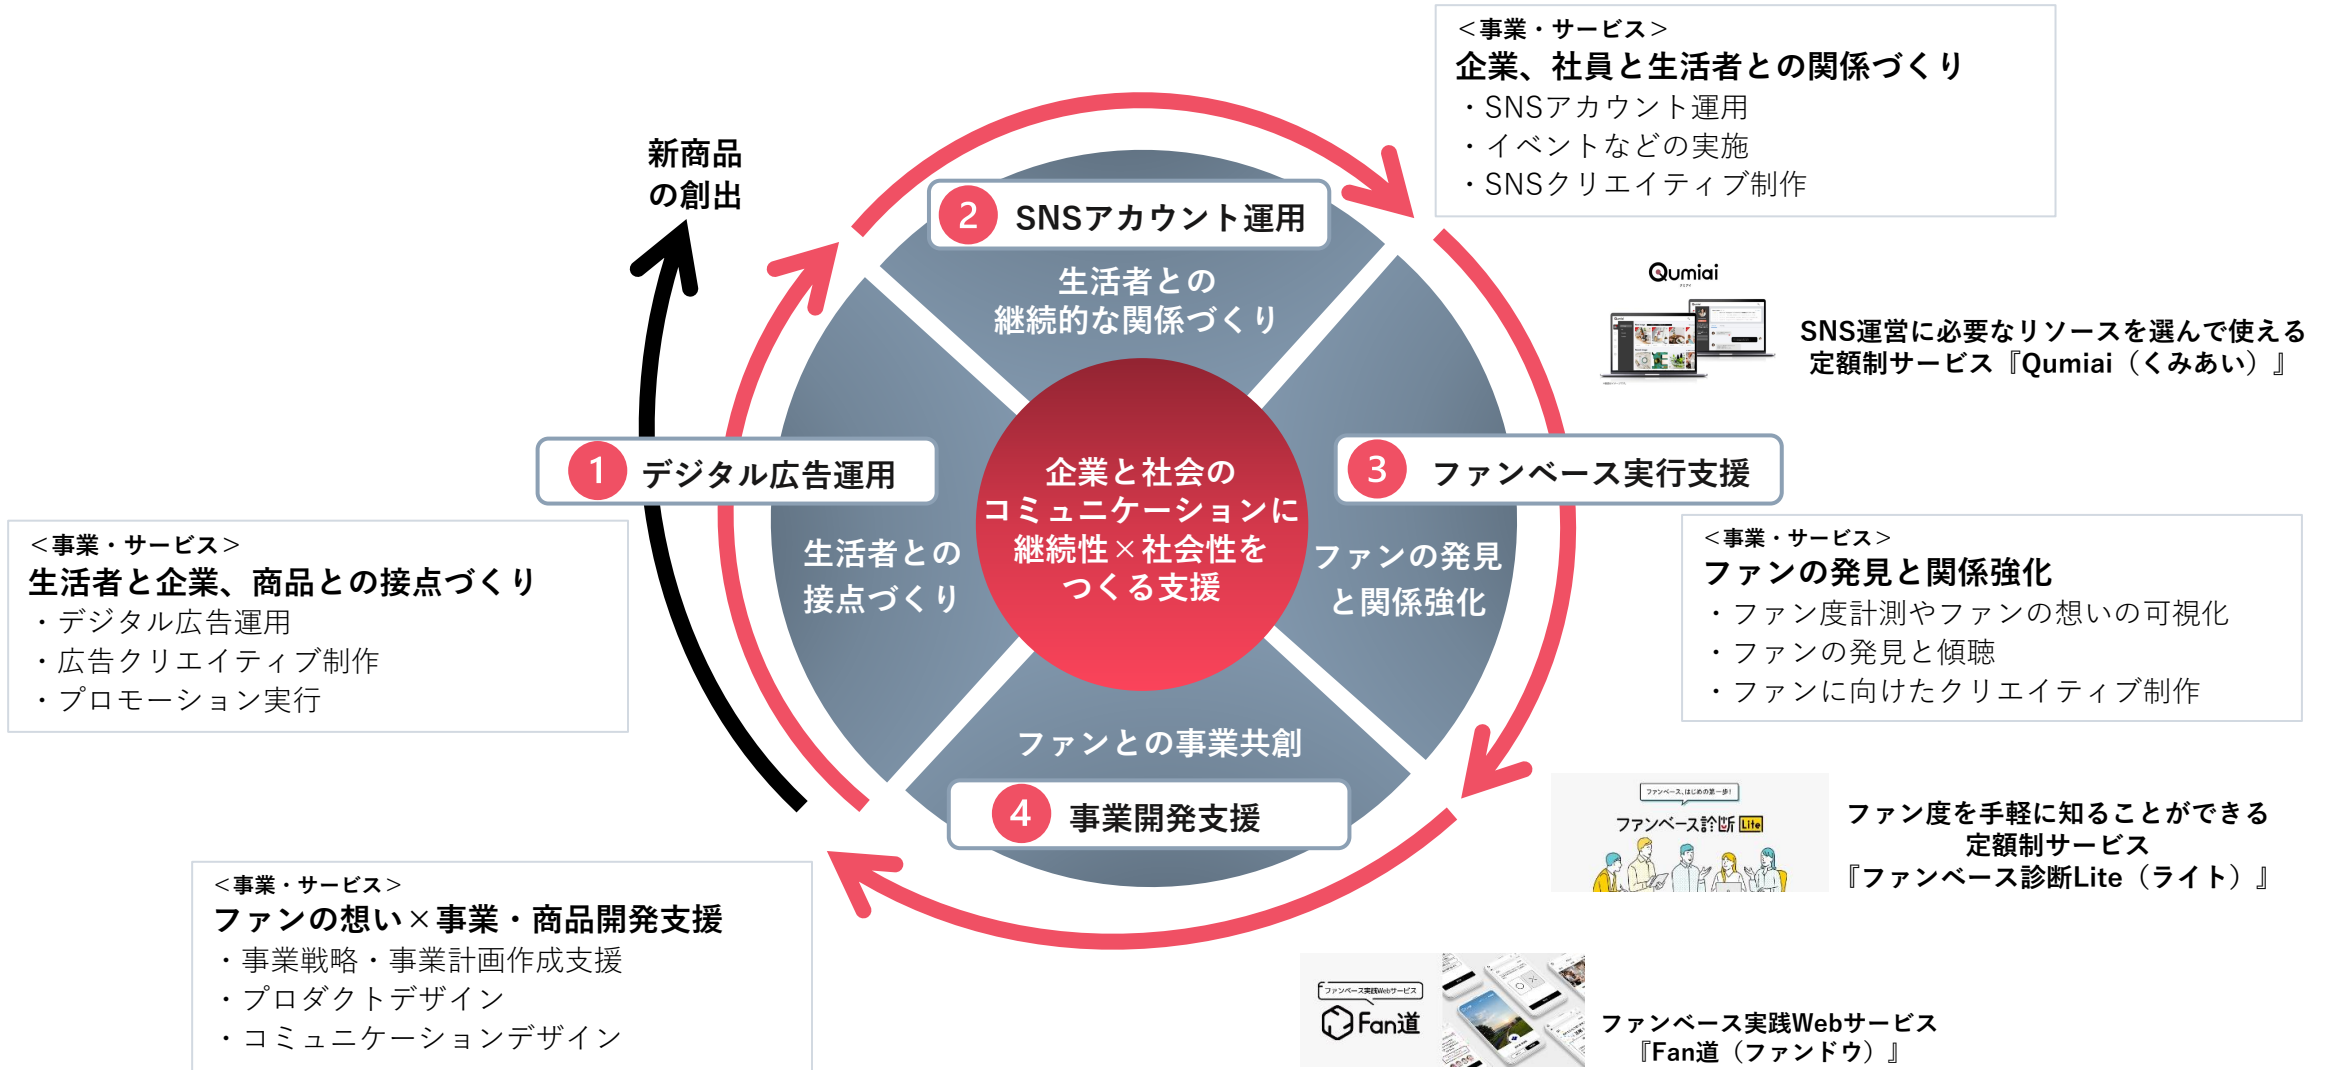 ＜事業・サービス＞
企業、社員と生活者との関係づくり
・SNSアカウント運用
・イベントなどの実施
・SNSクリエイティブ制作
新商品
の創出
2 SNSアカウント運用
生活者との
継続的な関係づくり
Qumiai
SNS運営に必要なリソースを選んで使える
定額制サービス『Qumiai（くみあい）』
1 デジタル広告運用
生活者との
接点づくり
企業と社会の
コミュニケーションに
継続性×社会性を
つくる支援
3 ファンベース実行支援
ファンの発見
と関係強化
＜事業・サービス＞
生活者と企業、商品との接点づくり
・デジタル広告運用
・広告クリエイティブ制作
・プロモーション実行
＜事業・サービス＞
ファンの発見と関係強化
・ファン度計測やファンの想いの可視化
・ファンの発見と傾聴
・ファンに向けたクリエイティブ制作
ファンとの事業共創
4 事業開発支援
ファンベース、はじめの第一歩！
ファンベース診断 Lite
ファン度を手軽に知ることができる
定額制サービス
『ファンベース診断Lite（ライト）』
＜事業・サービス＞
ファンの想い×事業・商品開発支援
・事業戦略・事業計画作成支援
・プロダクトデザイン
・コミュニケーションデザイン
ファンベース実践Webサービス
Fan道
ファンベース実践Webサービス
『Fan道（ファンドウ）』